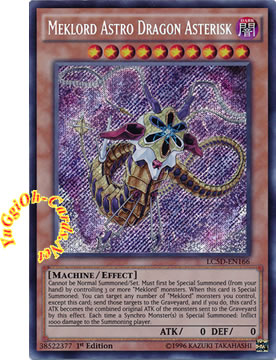 MEKLORD ASTRO DRAGON ASTERISK
DARK
闇
LC5D-EN166
[MACHINE / EFFECT]
Cannot be Normal Summoned/Set. Must first be Special Summoned (from your
hand) by controlling 3 or more "Meklord" monsters. When this card is Special
Summoned: You can target any number of "Meklord" monsters you control, except
this card; send those targets to the Graveyard, and if you do, this card's
ATK becomes the combined original ATK of the monsters sent to the Graveyard
by this effect. Each time a Synchro Monster(s) is Special Summoned: Inflict
1000 damage to the Summoning player.
ATK/ 0 DEF/ 0
38522377
1st Edition
©1996 KAZUKI TAKAHASHI
YuGgiOh-Cards.Net